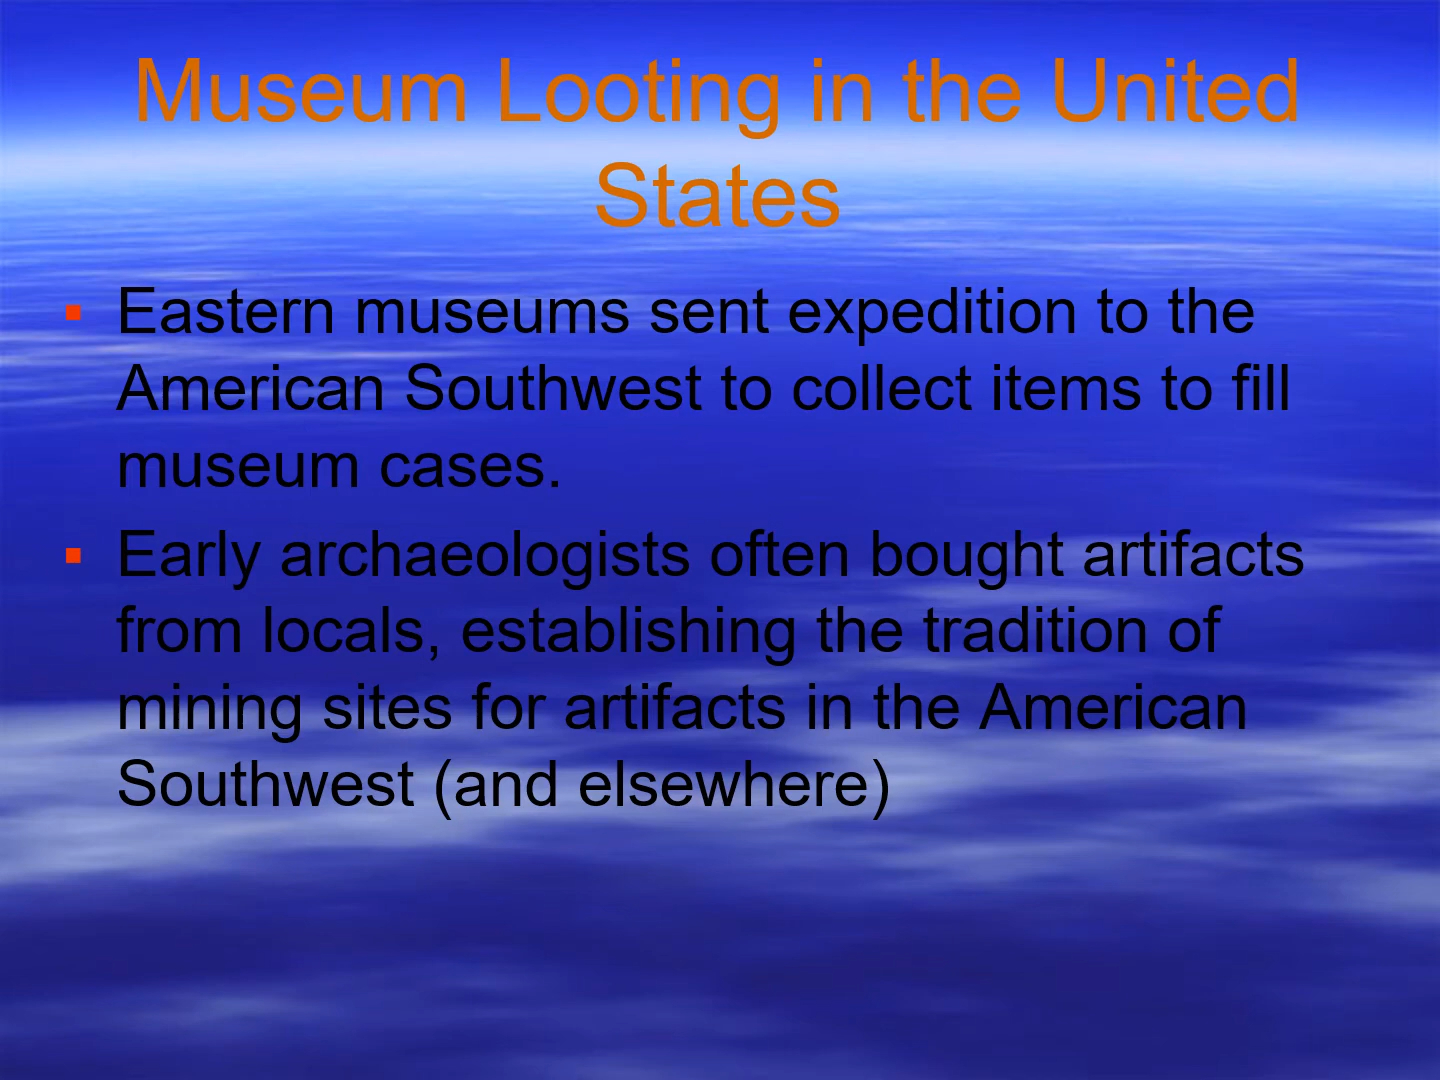 Museum Looting in the United
States
▪ Eastern museums sent expedition to the
American Southwest to collect items to fill
museum cases.
▪ Early archaeologists often bought artifacts
from locals, establishing the tradition of
mining sites for artifacts in the American
Southwest (and elsewhere)